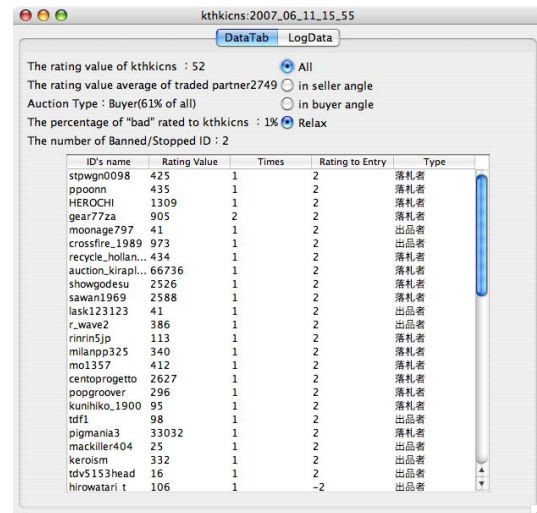 kthkicns:2007_06_11_15_55
DataTab LogData
The rating value of kthkicns : 52 All
The rating value average of traded partner2749 in seller angle
Auction Type : Buyer(61% of all) in buyer angle
The percentage of "bad" rated to kthkicns : 1% Relax
The number of Banned/Stopped ID : 2
ID's name Rating Value Times Rating to Entry Type
stpwgn0098 425 1 2 落札者
ppoonn 435 1 2 落札者
HEROCHI 1309 1 2 落札者
gear77za 905 2 2 落札者
moonage797 41 1 2 出品者
crossfire_1989 973 1 2 出品者
recycle_hollan... 434 1 2 落札者
auction_kirapl... 66736 1 2 落札者
showgodesu 2526 1 2 落札者
sawan1969 2588 1 2 落札者
lask123123 41 1 2 出品者
r_wave2 386 1 2 出品者
rinrin5jp 113 1 2 落札者
milanpp325 340 1 2 落札者
mo1357 412 1 2 落札者
centoprogetto 2627 1 2 落札者
popgroover 296 1 2 落札者
kunihiko_1900 95 1 2 落札者
tdf1 98 1 2 出品者
pigmania3 33032 1 2 落札者
mackiller404 25 1 2 出品者
keroism 332 1 2 出品者
tdv5153head 16 1 2 出品者
hirowatari_t 106 1 -2 出品者